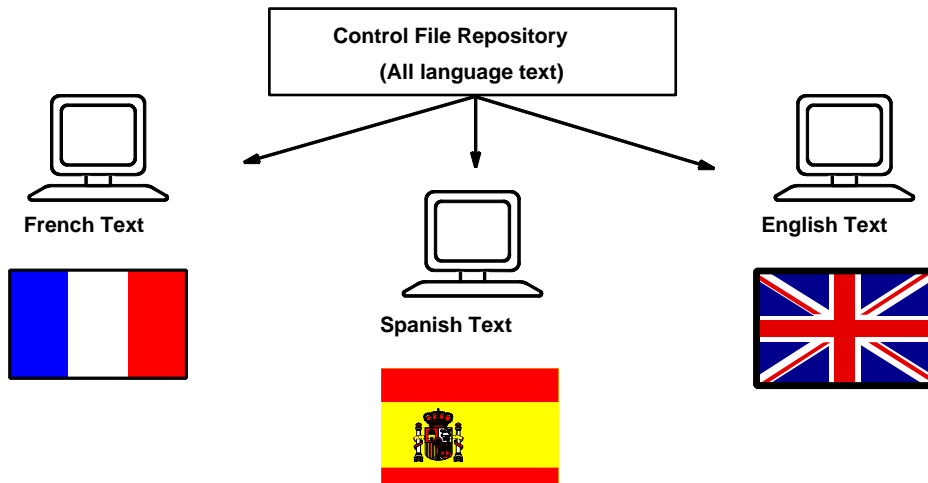 Control File Repository
(All language text)
French Text
Spanish Text
English Text